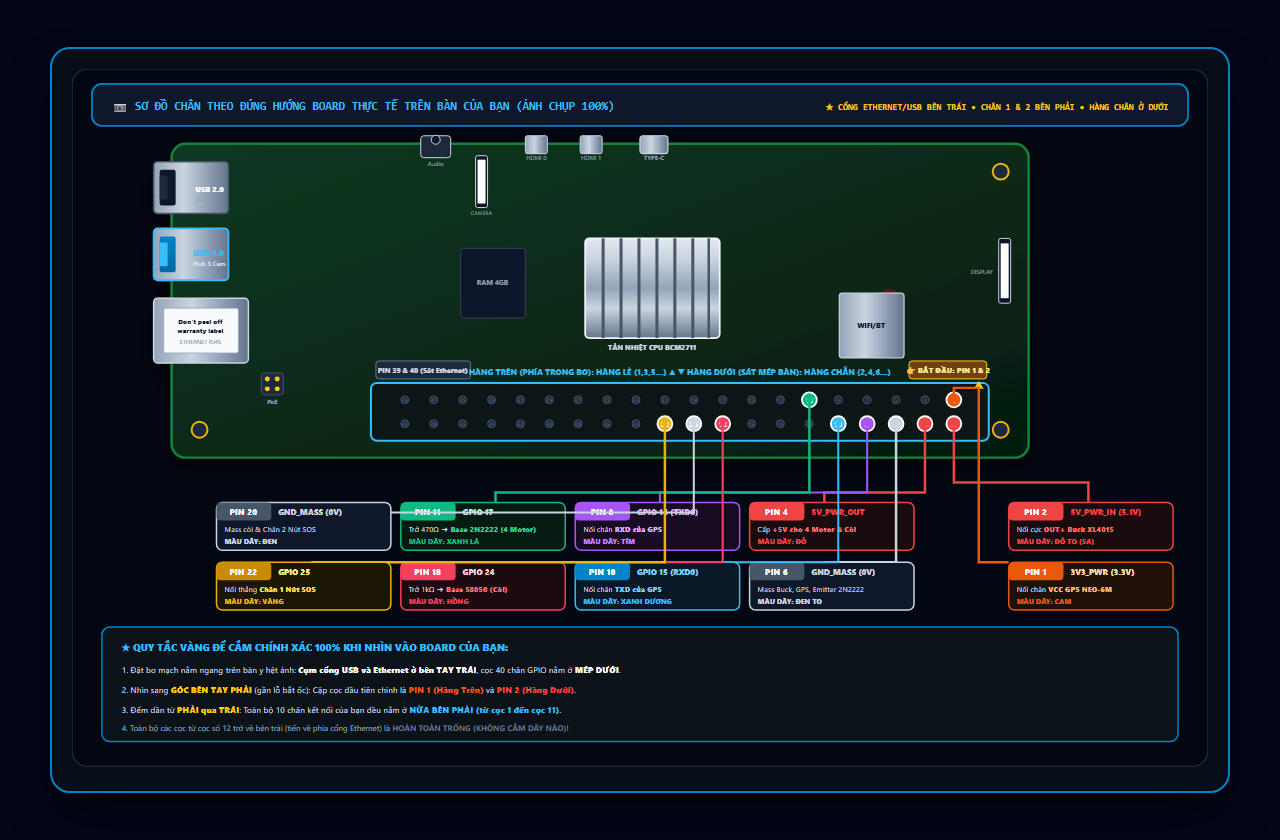 SƠ ĐỒ CHÂN THEO ĐÚNG HƯỚNG BOARD THỰC TẾ TRÊN BÀN CỦA BẠN (ẢNH CHỤP 100%)
★ CỔNG ETHERNET/USB BÊN TRÁI • CHÂN 1 & 2 BÊN PHẢI • HÀNG CHÂN Ở DƯỚI
Audio
HDMI 0
HDMI 1
TYPE-C
USB 2.0
CAMERA
USB 3.0
Hub 3 Cam
DISPLAY
RAM 4GB
Don't peel off
warranty label
ETHERNET RJ45
WIFI/BT
TẢN NHIỆT CPU BCM2711
PIN 39 & 40 (Sát Ethernet)
HÀNG TRÊN (PHÍA TRONG BO): HÀNG LẺ (1,3,5...) ▲ ▼ HÀNG DƯỚI (SÁT MÉP BÀN): HÀNG CHẴN (2,4,6...)
BẮT ĐẦU: PIN 1 & 2
PoE
PIN 20 GND_MASS (0V)
Mass còi & Chân 2 Nút SOS
MÀU DÂY: ĐEN
PIN 11 GPIO 17
Trở 470Ω ➔ Base 2N2222 (4 Motor)
MÀU DÂY: XANH LÁ
PIN 8 GPIO 14 (TXD0)
Nối chân RXD của GPS
MÀU DÂY: TÍM
PIN 4 5V_PWR_OUT
Cấp +5V cho 4 Motor & Còi
MÀU DÂY: ĐỎ
PIN 2 5V_PWR_IN (5.1V)
Nối cực OUT+ Buck XL4015
MÀU DÂY: ĐỎ TO (5A)
PIN 22 GPIO 25
Nối thẳng Chân 1 Nút SOS
MÀU DÂY: VÀNG
PIN 18 GPIO 24
Trở 1kΩ ➔ Base S8050 (Còi)
MÀU DÂY: HỒNG
PIN 10 GPIO 15 (RXD0)
Nối chân TXD của GPS
MÀU DÂY: XANH DƯƠNG
PIN 6 GND_MASS (0V)
Mass Buck, GPS, Emitter 2N2222
MÀU DÂY: ĐEN TO
PIN 1 3V3_PWR (3.3V)
Nối chân VCC GPS NEO-6M
MÀU DÂY: CAM
★ QUY TẮC VÀNG ĐỂ CẮM CHÍNH XÁC 100% KHI NHÌN VÀO BOARD CỦA BẠN:
1. Đặt bo mạch nằm ngang trên bàn y hệt ảnh: Cụm cổng USB và Ethernet ở bên TAY TRÁI, cọc 40 chân GPIO nằm ở MÉP DƯỚI.
2. Nhìn sang GÓC BÊN TAY PHẢI (gần lỗ bắt ốc): Cặp cọc đầu tiên chính là PIN 1 (Hàng Trên) và PIN 2 (Hàng Dưới).
3. Đếm dần từ PHẢI qua TRÁI: Toàn bộ 10 chân kết nối của bạn đều nằm ở NỬA BÊN PHẢI (từ cọc 1 đến cọc 11).
4. Toàn bộ các cọc từ cọc số 12 trở về bên trái (tiến về phía cổng Ethernet) là HOÀN TOÀN TRỐNG (KHÔNG CẮM DÂY NÀO)!